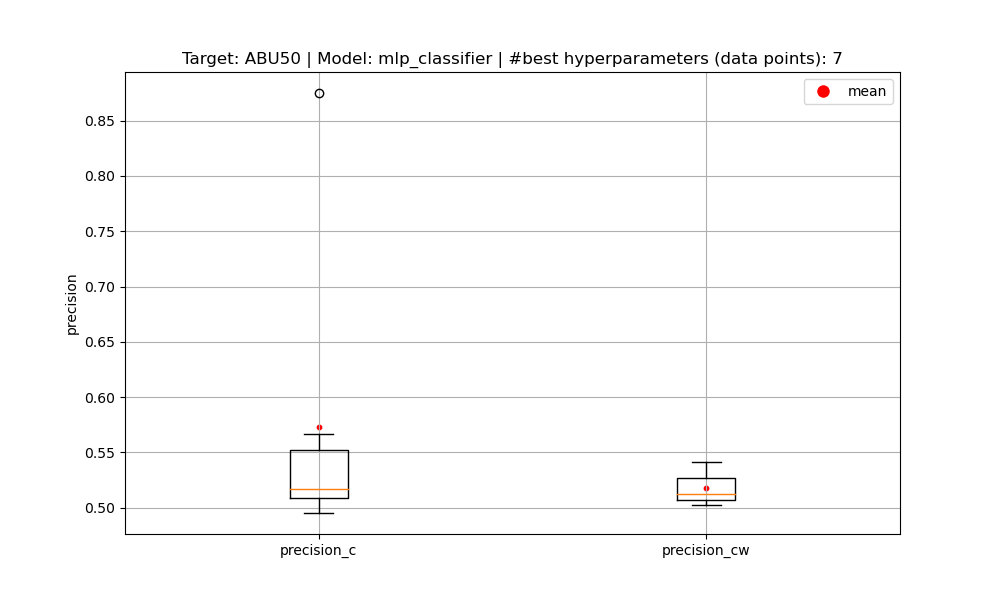 Target: ABU50 | Model: mlp_classifier | #best hyperparameters (data points): 7
mean
0.85
0.80
0.75
0.70
0.65
0.60
0.55
0.50
precision
precision_c
precision_cw